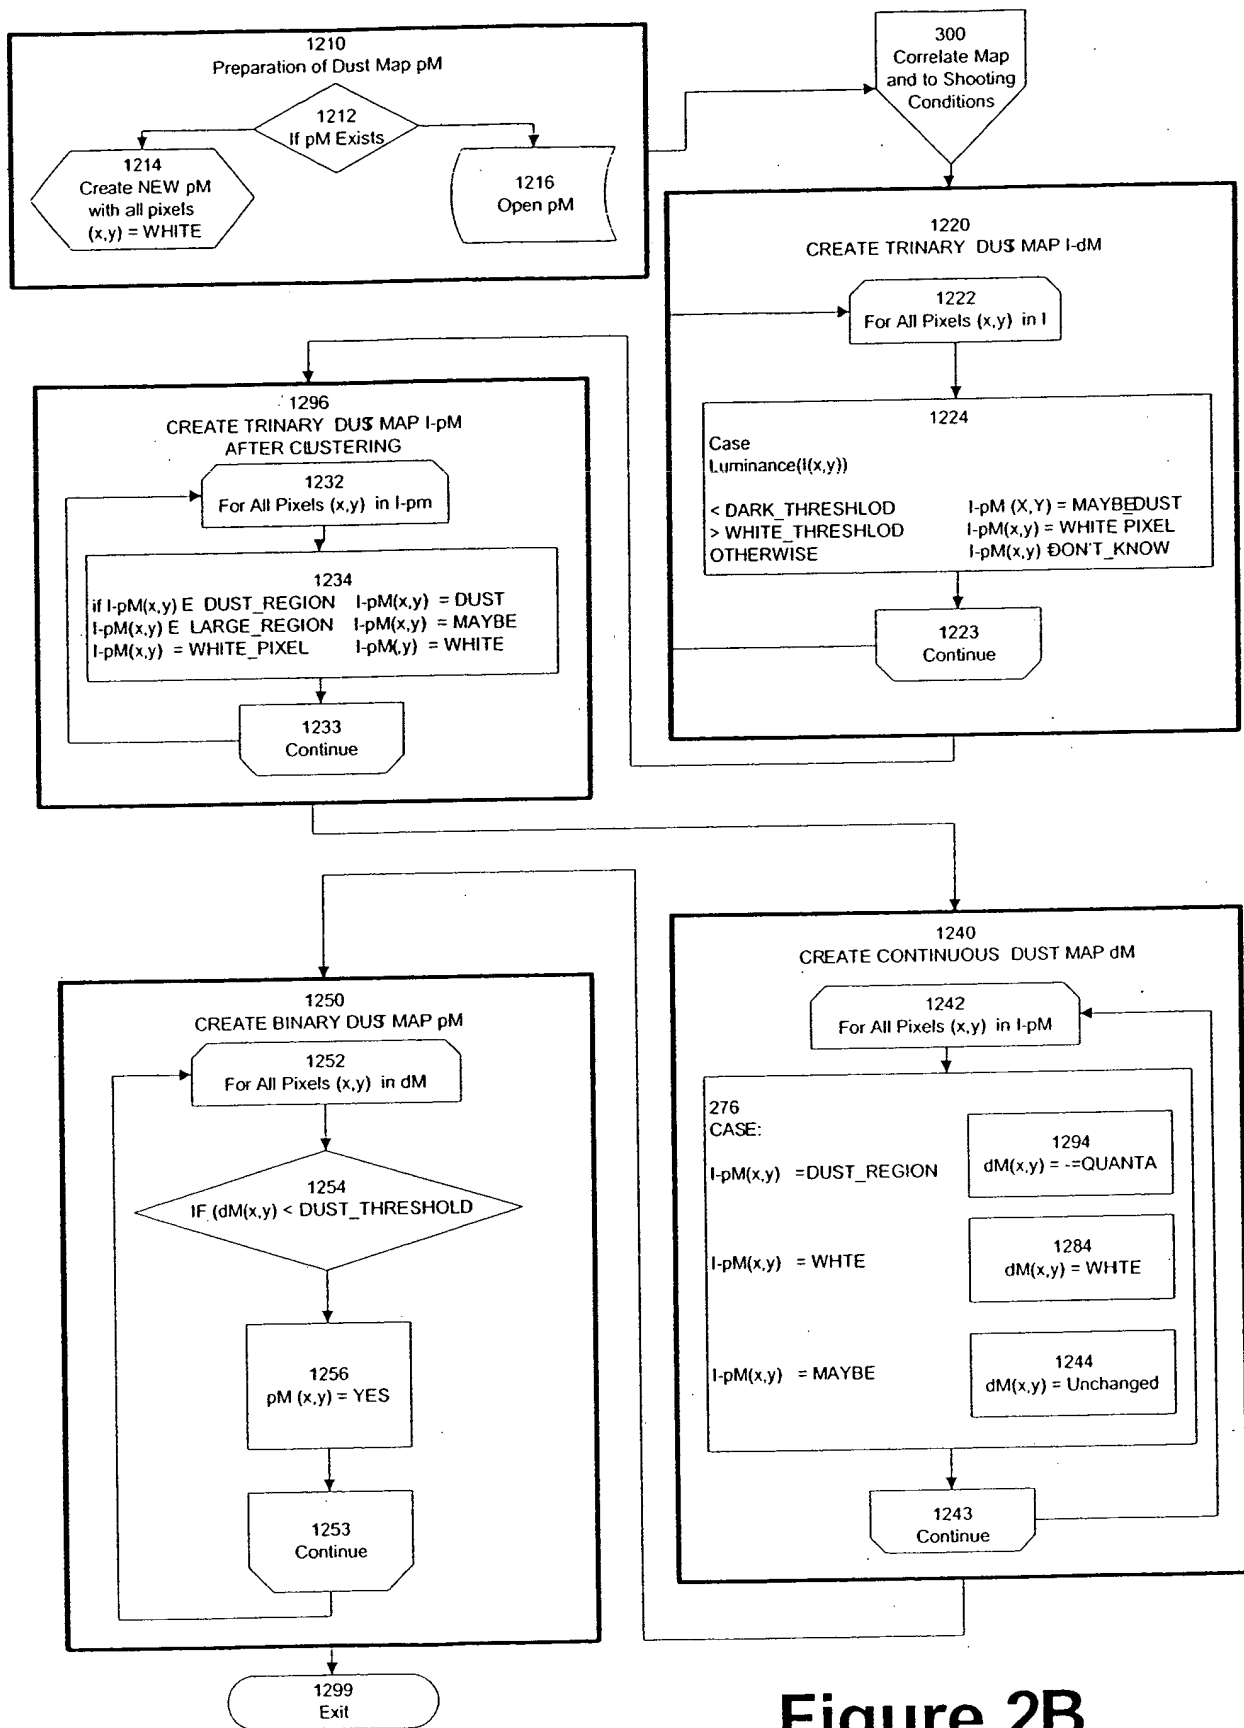 1210
Preparation of Dust Map pM
1212
If pM Exists
1214
Create NEW pM
with all pixels
(x,y) = WHITE
1216
Open pM
300
Correlate Map
and to Shooting
Conditions
1220
CREATE TRINARY DUST MAP I-dM
1222
For All Pixels (x,y) in I
1224
Case
Luminance(I(x,y))
< DARK_THRESHLOD I-pM (X,Y) = MAYBEDUST
> WHITE_THRESHLOD I-pM(x,y) = WHITE PIXEL
OTHERWISE I-pM(x,y) = DON'T_KNOW
1223
Continue
1296
CREATE TRINARY DUST MAP I-pM
AFTER CLUSTERING
1232
For All Pixels (x,y) in I-pm
1234
if I-pM(x,y) E DUST_REGION I-pM(x,y) = DUST
I-pM(x,y) E LARGE_REGION I-pM(x,y) = MAYBE
I-pM(x,y) = WHITE_PIXEL I-pM(,y) = WHITE
1233
Continue
1240
CREATE CONTINUOUS DUST MAP dM
1242
For All Pixels (x,y) in I-pM
276
CASE:
I-pM(x,y) =DUST_REGION
1294
dM(x,y) = -=QUANTA
I-pM(x,y) = WHTE
1284
dM(x,y) = WHITE
I-pM(x,y) = MAYBE
1244
dM(x,y) = Unchanged
1243
Continue
1250
CREATE BINARY DUST MAP pM
1252
For All Pixels (x,y) in dM
1254
IF (dM(x,y) < DUST_THRESHOLD
1256
pM (x,y) = YES
1253
Continue
1299
Exit
Figure 2B